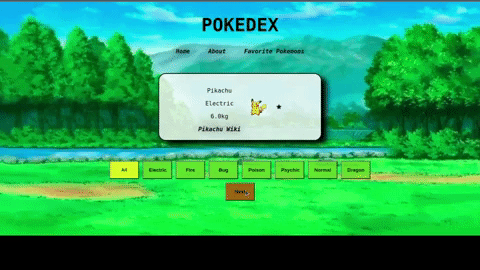 POKEDEX
Home About Favorite Pokemons
Pikachu
Electric
6.0kg
Pikachu Wiki
All Electric Fire Bug Poison Psychic Normal Dragon
Next